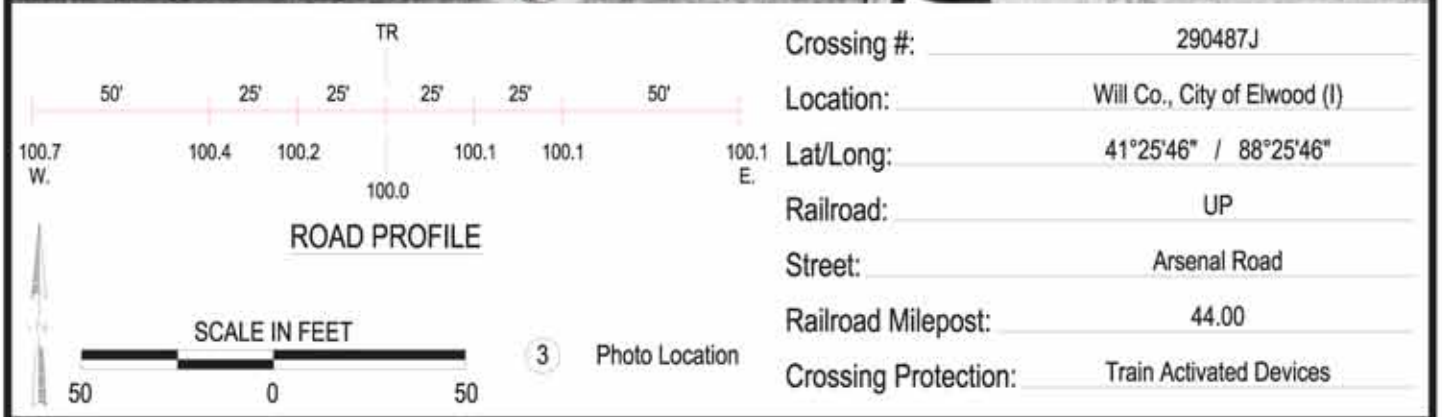 TR
50' 25' 25' 25' 25' 50'
100.7 100.4 100.2 100.1 100.1 100.1
W. E.
100.0
ROAD PROFILE
SCALE IN FEET
50 0 50
3 Photo Location
Crossing #: 290487J
Location: Will Co., City of Elwood (I)
Lat/Long: 41°25'46" / 88°25'46"
Railroad: UP
Street: Arsenal Road
Railroad Milepost: 44.00
Crossing Protection: Train Activated Devices